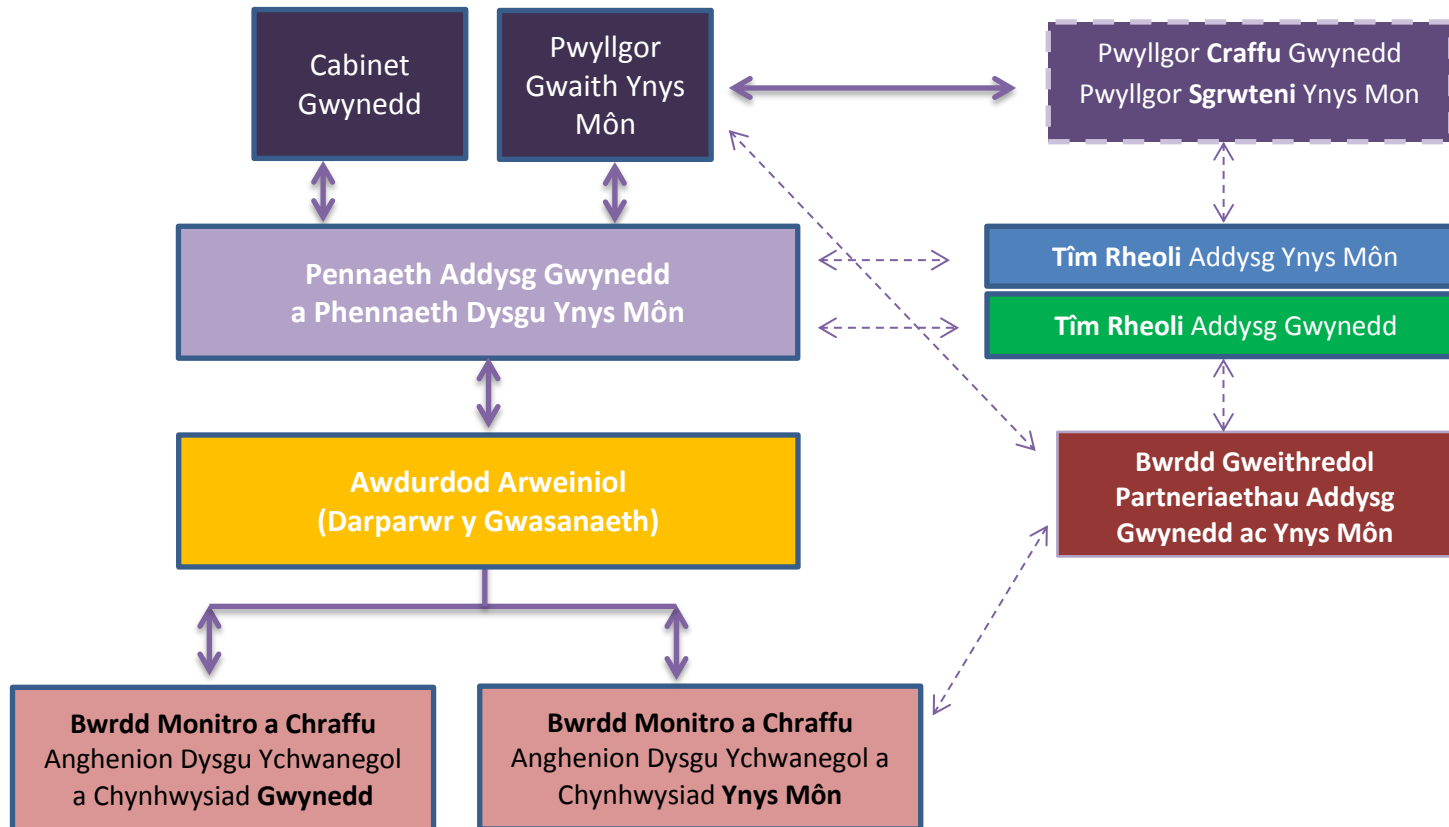 Cabinet
Gwynedd
Pwyllgor
Gwaith Ynys
Môn
Pwyllgor Craffu Gwynedd
Pwyllgor Sgrwteni Ynys Mon
Pennaeth Addysg Gwynedd
a Phennaeth Dysgu Ynys Môn
Tîm Rheoli Addysg Ynys Môn
Tîm Rheoli Addysg Gwynedd
Awdurdod Arweiniol
(Darparwr y Gwasanaeth)
Bwrdd Gweithredol
Partneriaethau Addysg
Gwynedd ac Ynys Môn
Bwrdd Monitro a Chraffu
Anghenion Dysgu Ychwanegol
a Chynhwysiad Gwynedd
Bwrdd Monitro a Chraffu
Anghenion Dysgu Ychwanegol a
Chynhwysiad Ynys Môn